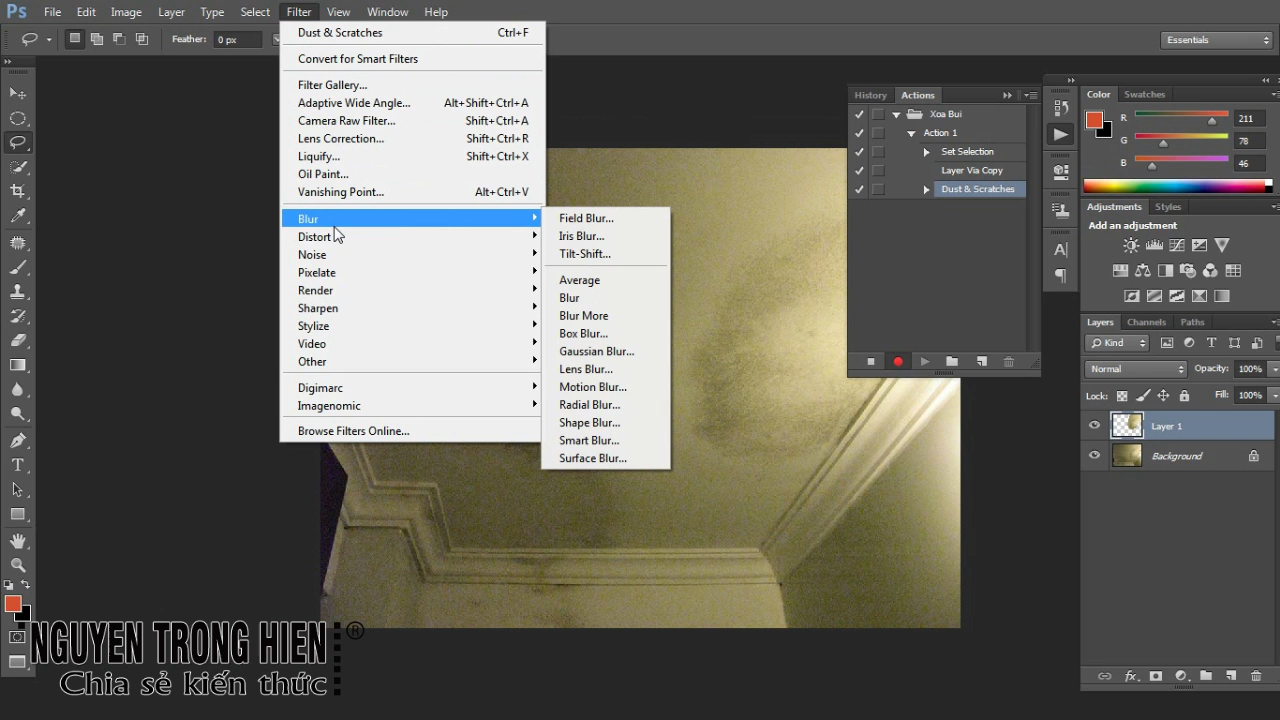 Ps File Edit Image Layer Type Select Filter View Window Help
Feather: 0 px
Essentials
Dust & Scratches Ctrl+F
Convert for Smart Filters
Filter Gallery...
Adaptive Wide Angle... Alt+Shift+Ctrl+A
Camera Raw Filter... Shift+Ctrl+A
Lens Correction... Shift+Ctrl+R
Liquify... Shift+Ctrl+X
Oil Paint...
Vanishing Point... Alt+Ctrl+V
Blur
Distort
Noise
Pixelate
Render
Sharpen
Stylize
Video
Other
Digimarc
Imagenomic
Browse Filters Online...
Field Blur...
Iris Blur...
Tilt-Shift...
Average
Blur
Blur More
Box Blur...
Gaussian Blur...
Lens Blur...
Motion Blur...
Radial Blur...
Shape Blur...
Smart Blur...
Surface Blur...
History Actions
Xoa Bui
Action 1
Set Selection
Layer Via Copy
Dust & Scratches
Color Swatches
R 211
G 78
B 46
Adjustments Styles
Add an adjustment
Layers Channels Paths
Kind
Normal Opacity: 100%
Lock: Fill: 100%
Layer 1
Background
NGUYEN TRONG HIEN ®
Chia sẻ kiến thức